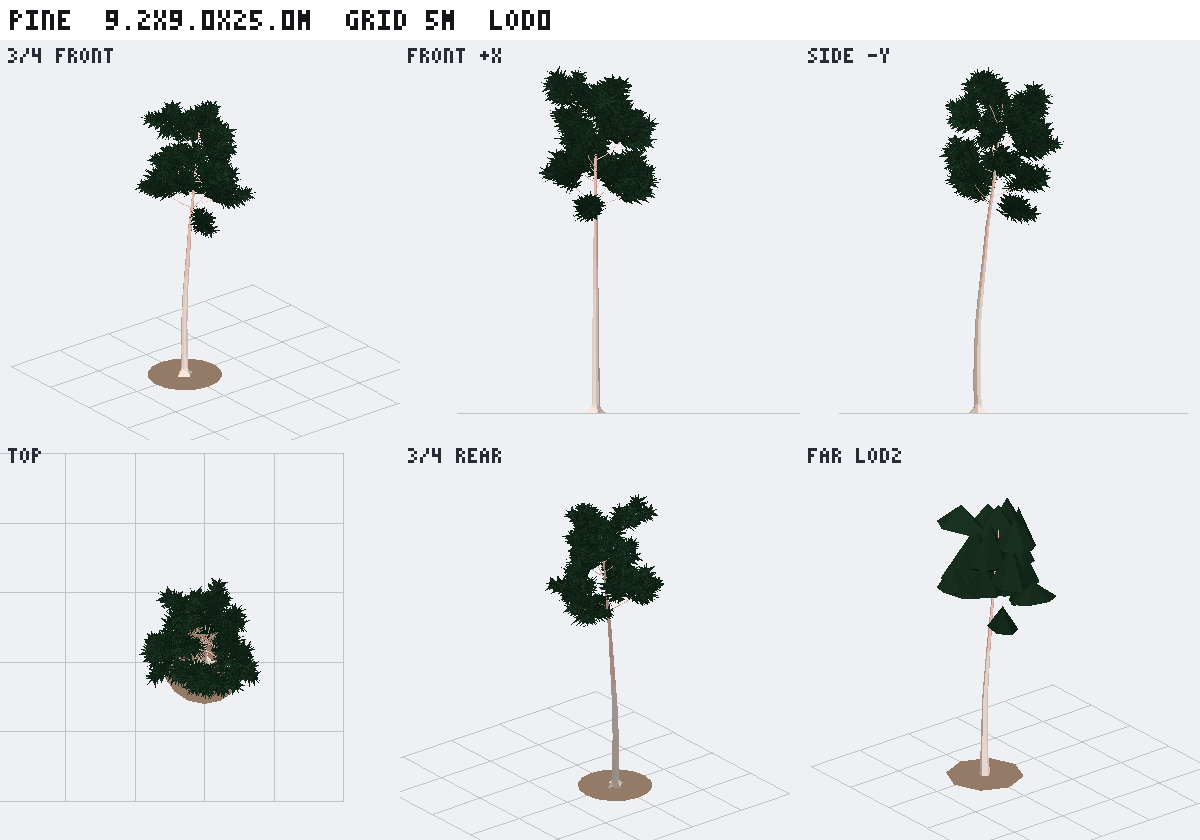 PINE 9.2X9.0X25.0M GRID 5M LOD0
3/4 FRONT
FRONT +X
SIDE -Y
TOP
3/4 REAR
FAR LOD2